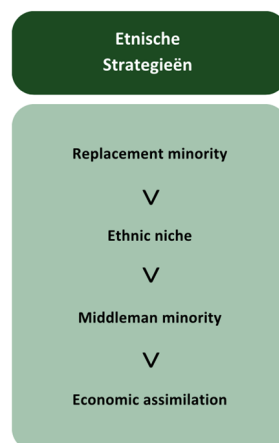 Etnische
Strategieën
Replacement minority
V
Ethnic niche
V
Middleman minority
V
Economic assimilation